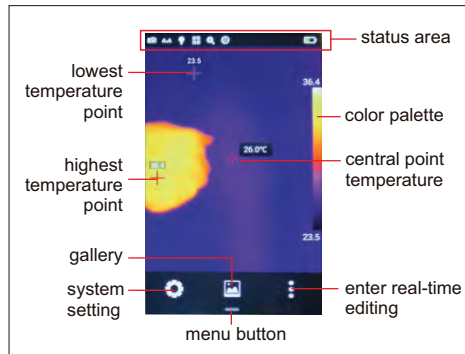 status area
23.5
lowest
temperature
point
36.4
color palette
26.0°C
central point
temperature
highest
temperature
point
23.5
gallery
system
setting
enter real-time
editing
menu button